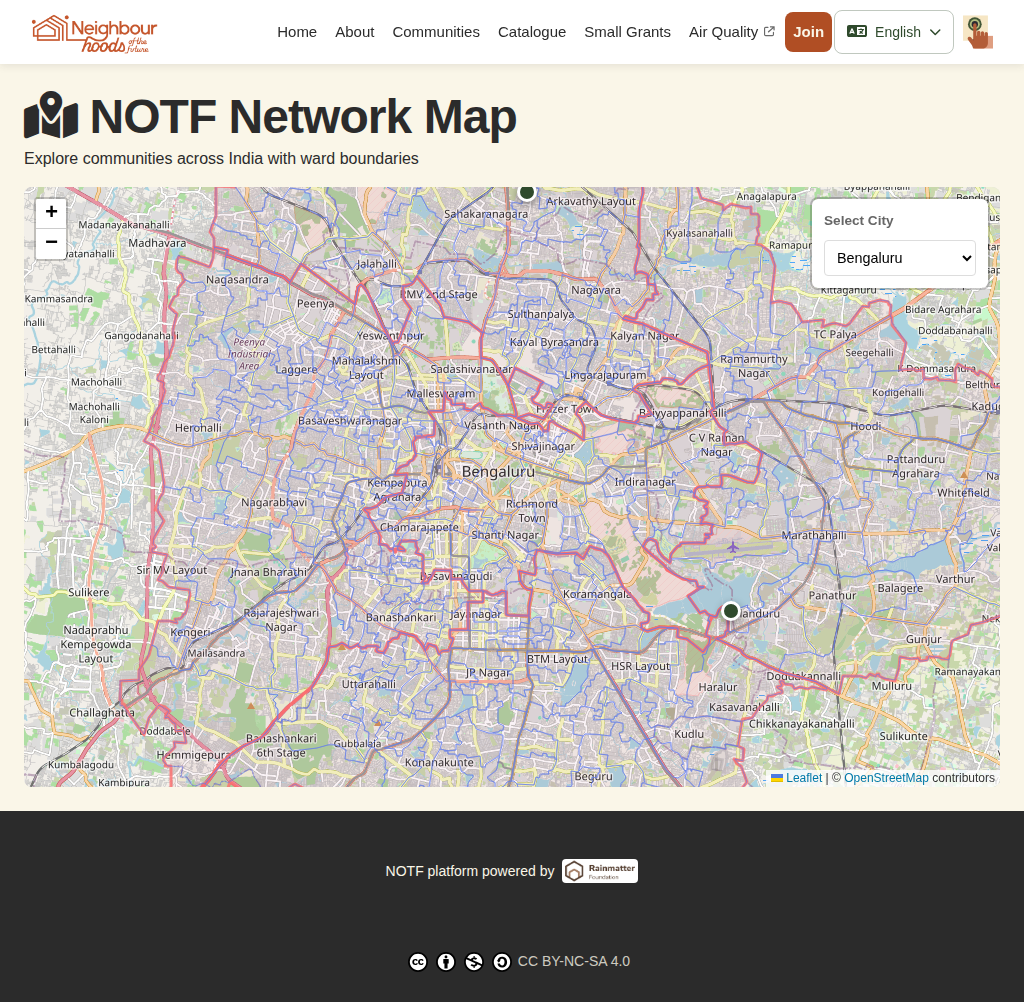 Neighbour
hoods of the future
Home About Communities Catalogue Small Grants Air Quality Join English
NOTF Network Map
Explore communities across India with ward boundaries
+
−
Select City
Bengaluru
Arkavathy Layout
Anagalapura
Sahakaranagara
Madanayakanahalli
Madhavara
Kyalasanahalli
Jalahalli
Nagasandra
Nagavara
Kammasandra
Peenya
RMV 2nd Stage
Sulthanpalya
Bidare Agrahara
Gangodanahalli
Yeswanthpur
Kaval Byrasandra
Kalyan Nagar
TC Palya
Doddabanahalli
Peenya
Industrial
Area
Bettahalli
Mahalakshmi
Layout
Laggere
Sadashivanagar
Lingarajapuram
Ramamurthy
Nagar
Seegehalli
K Dommasandra
Machohalli
Malleswaram
Kodigehalli
Machohalli
Kaloni
Frazer Town
Baiyyappanahalli
Herohalli
Basaveshwaranagar
Vasanth Nagar
Hoodi
Shivajinagar
C V Raman
Nagar
Pattanduru
Agrahara
Bengaluru
Kempapura
Agrahara
Indiranagar
Whitefield
Nagarabhavi
Richmond
Town
Chamarajapete
Shanti Nagar
Marathahalli
Sir MV Layout
Jnana Bharathi
Dasavanagudi
Varthur
Sulikere
Koramangala
Panathur
Balagere
Rajarajeshwari
Nagar
Banashankari
Jayanagar
Nadaprabhu
Kempegowda
Layout
Kengeri
Mailasandra
Gunjur
BTM Layout
HSR Layout
JP Nagar
Doddakannalli
Ramanayakan
Uttarahalli
Haralur
Mulluru
Challaghatta
Kasavanahalli
Chikkanayakanahalli
Doddabele
Banashankari
6th Stage
Gubbalala
Kudlu
Sulikunte
Hemmigepura
Konanakunte
Kumbalagodu
Beguru
Kambipura
Leaflet | © OpenStreetMap contributors
NOTF platform powered by Rainmatter
Foundation
CC BY-NC-SA 4.0